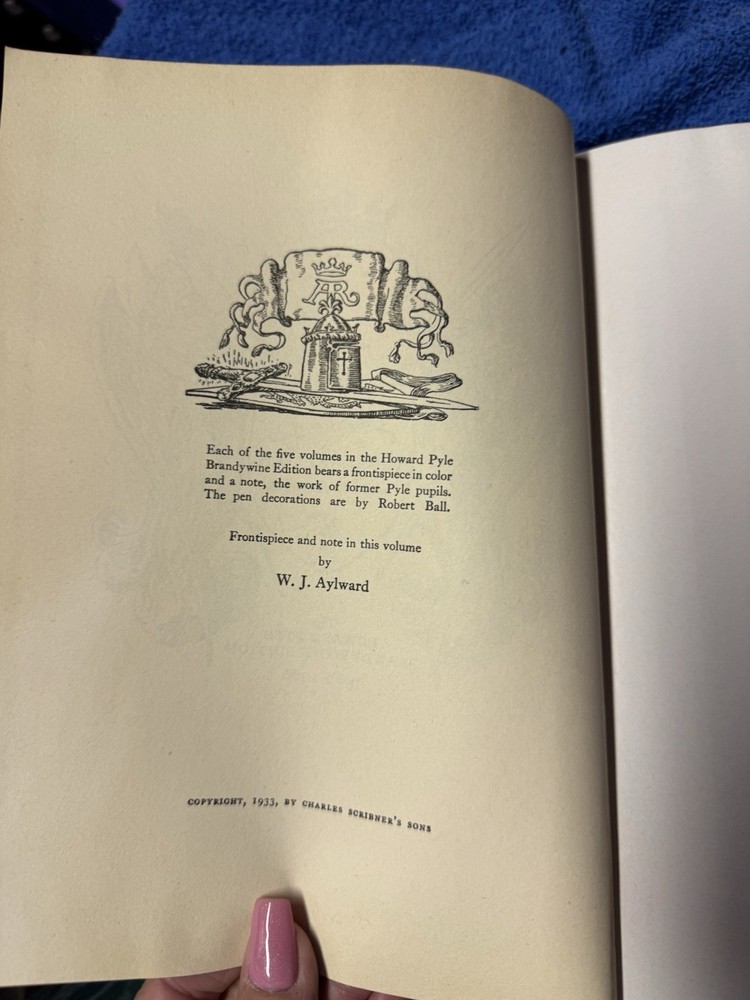 AR
Each of the five volumes in the Howard Pyle
Brandywine Edition bears a frontispiece in color
and a note, the work of former Pyle pupils.
The pen decorations are by Robert Ball.
Frontispiece and note in this volume
by
W. J. Aylward
COPYRIGHT, 1933, BY CHARLES SCRIBNER'S SONS